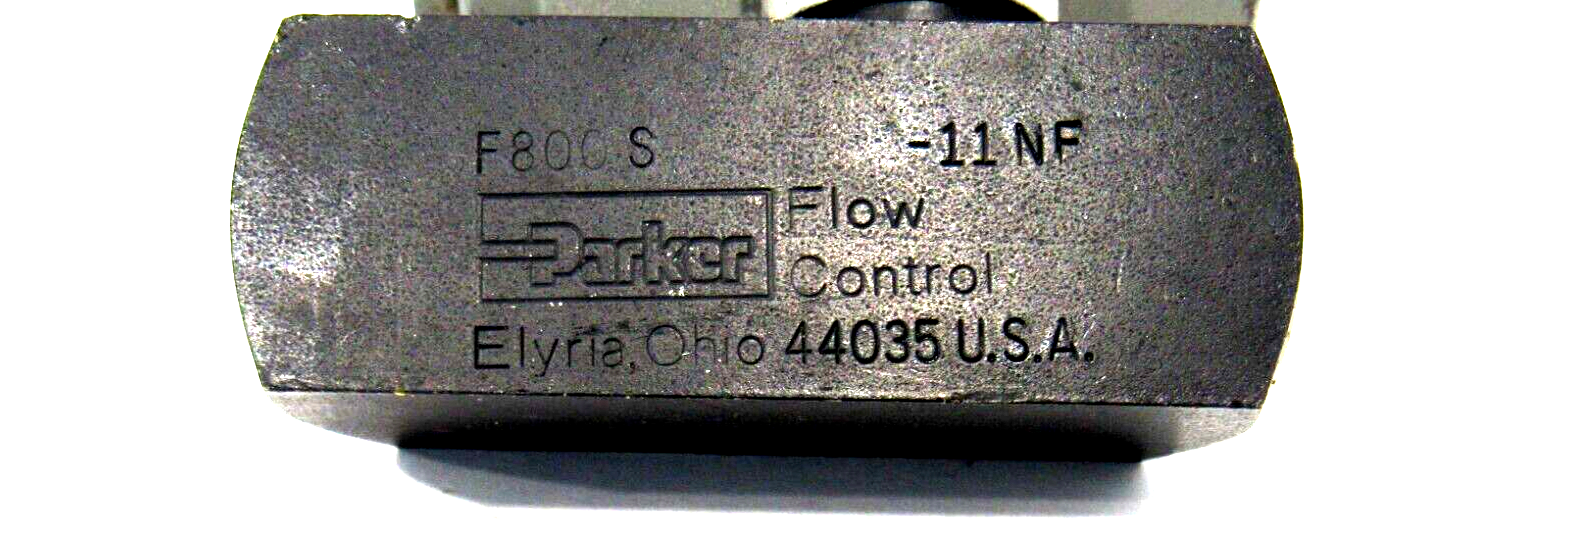 F800 S -11 NF
Parker Flow
Control
Elyria, Ohio 44035 U.S.A.